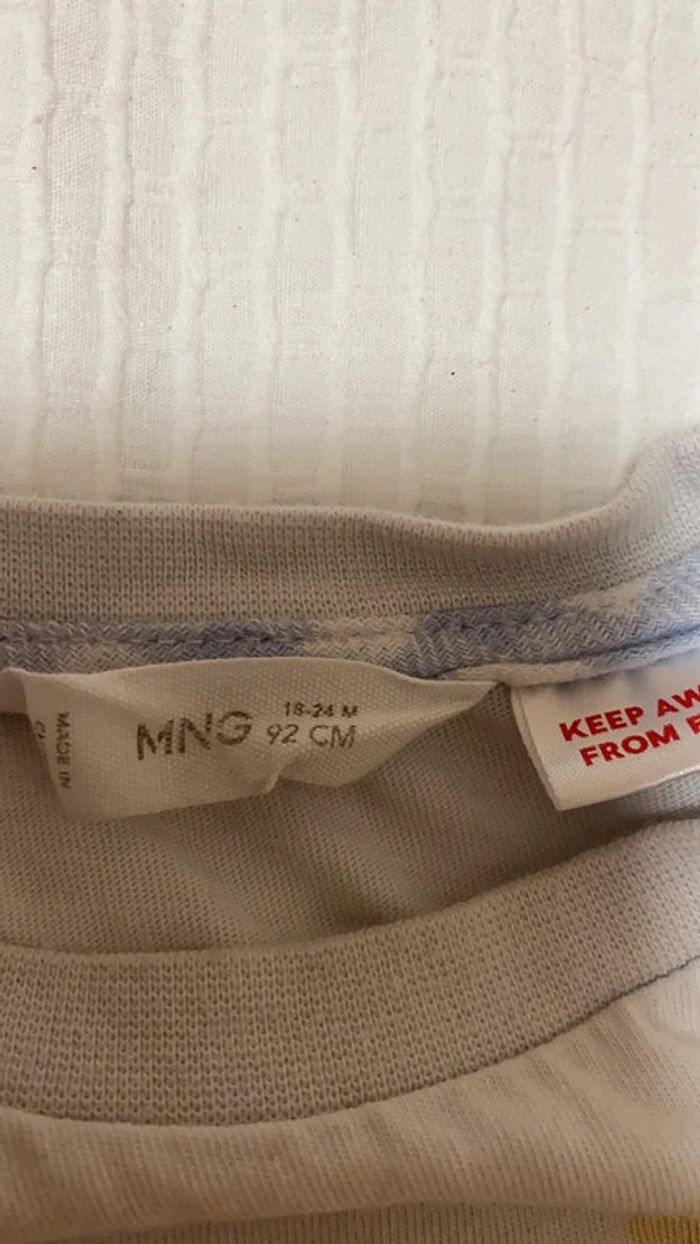 MADE IN
MNG
18-24 M
92 CM
KEEP AW
FROM F